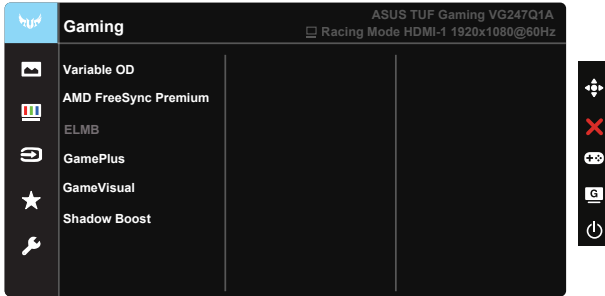 TUF
Gaming
ASUS TUF Gaming VG247Q1A
Racing Mode HDMI-1 1920x1080@60Hz
Variable OD
AMD FreeSync Premium
ELMB
GamePlus
GameVisual
Shadow Boost
G